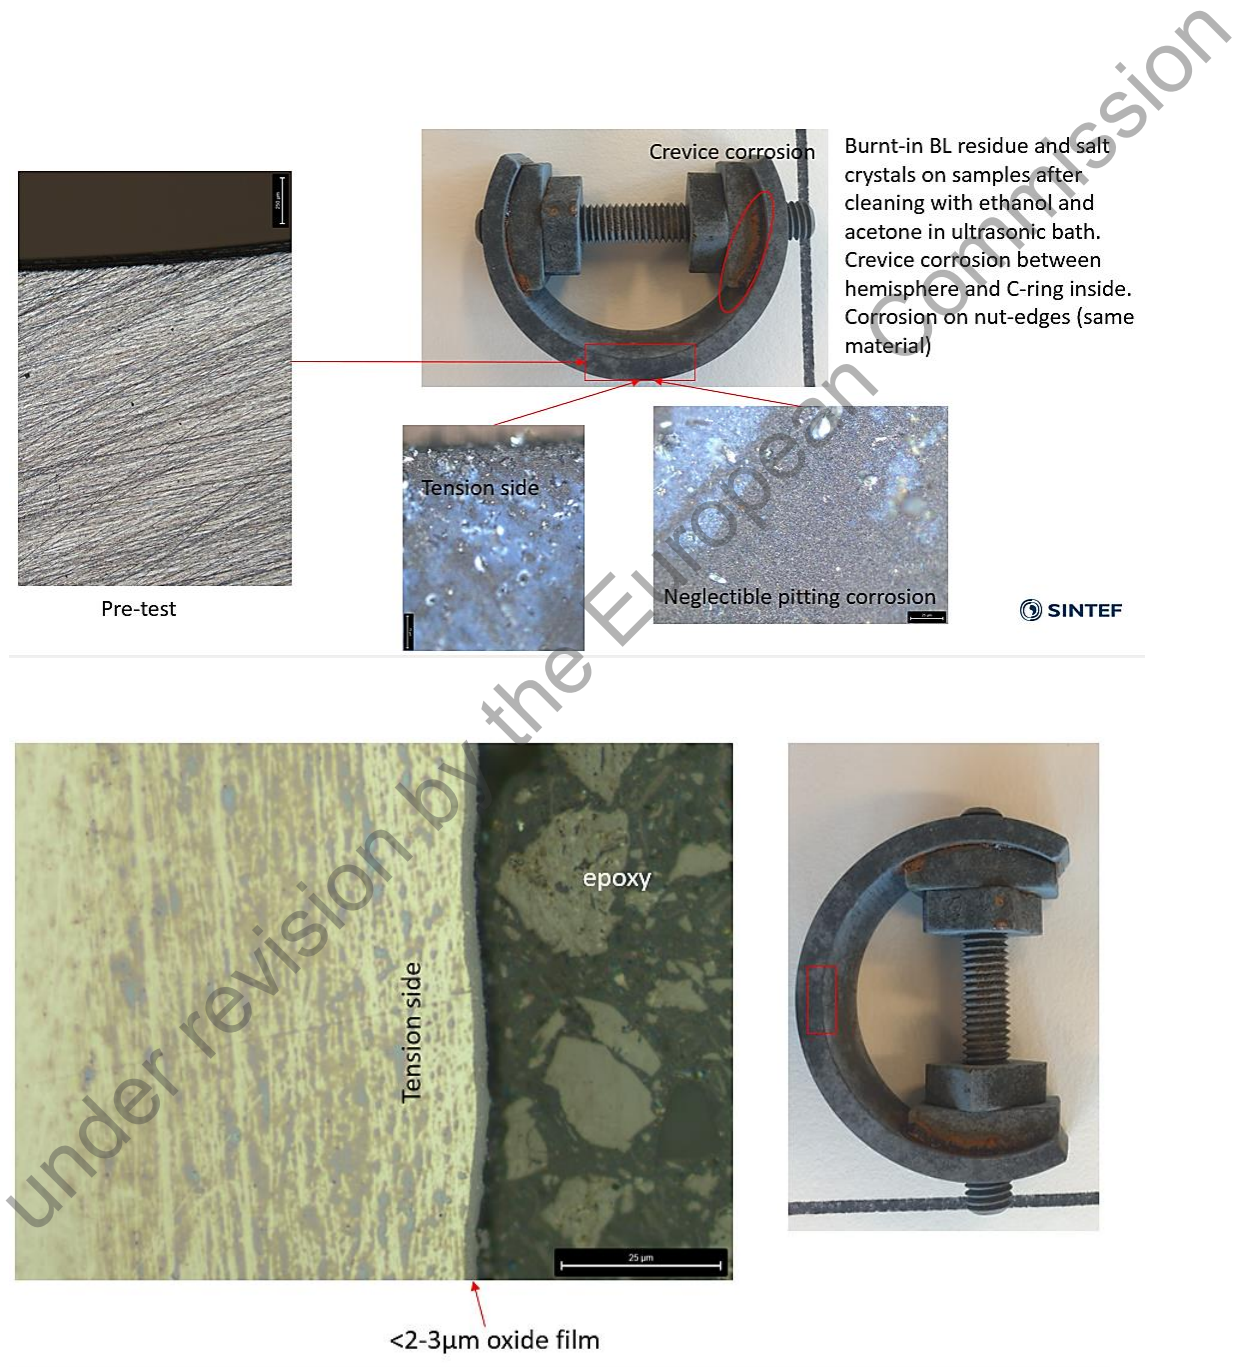 Crevice corrosion
Burnt-in BL residue and salt
crystals on samples after
cleaning with ethanol and
acetone in ultrasonic bath.
Crevice corrosion between
hemisphere and C-ring inside.
Corrosion on nut-edges (same
material)
250 µm
Tension side
Neglectible pitting corrosion
Pre-test
SINTEF
under revision by the European Commission
epoxy
Tension side
25 µm
<2-3µm oxide film